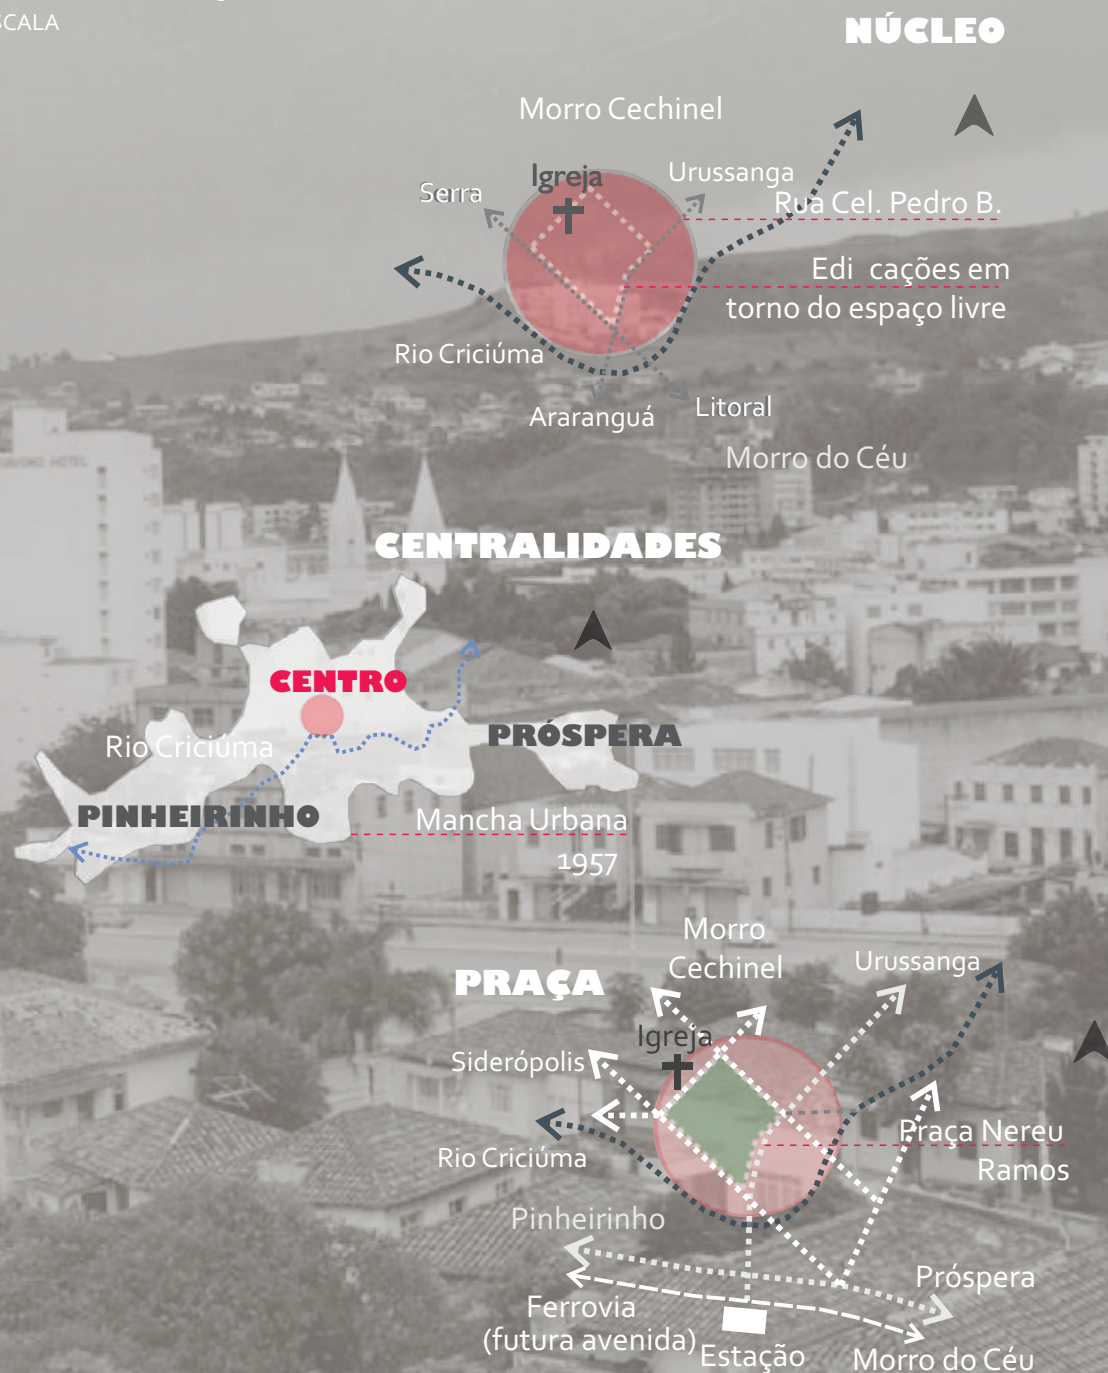 SCALA
NÚCLEO
Morro Cechinel
Igreja
Urussanga
Serra
Rua Cel. Pedro B.
Edi cações em
torno do espaço livre
Rio Criciúma
Araranguá
Litoral
Morro do Céu
CENTRALIDADES
CENTRO
PRÓSPERA
Rio Criciúma
PINHEIRINHO
Mancha Urbana
1957
Morro
Cechinel
Urussanga
PRAÇA
Igreja
Siderópolis
Praça Nereu
Ramos
Rio Criciúma
Pinheirinho
Próspera
Ferrovia
(futura avenida)
Estação
Morro do Céu